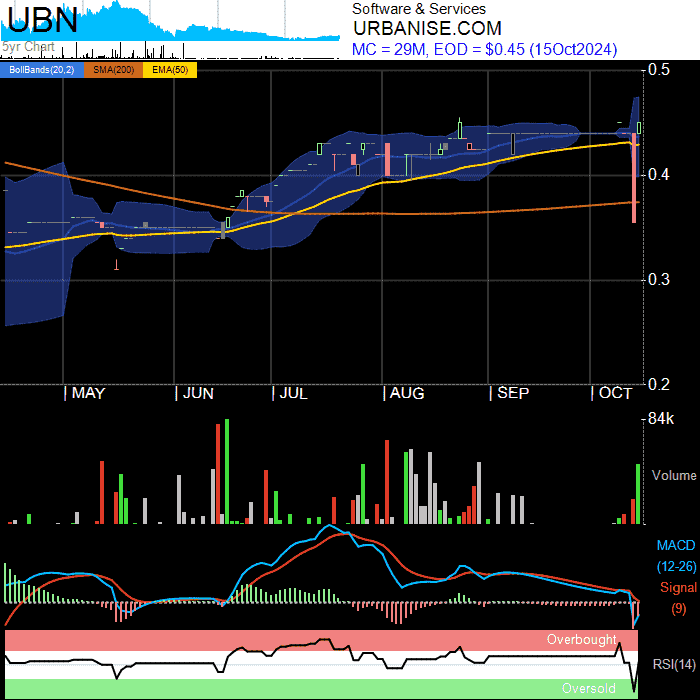 UBN
5yr Chart
Software & Services
URBANISE.COM
MC = 29M, EOD = $0.45 (15Oct2024)
BollBands(20,2) SMA(200) EMA(50)
0.5
0.4
0.3
0.2
MAY JUN JUL AUG SEP OCT
84k
Volume
MACD
(12-26)
Signal
(9)
Overbought
RSI(14)
Oversold